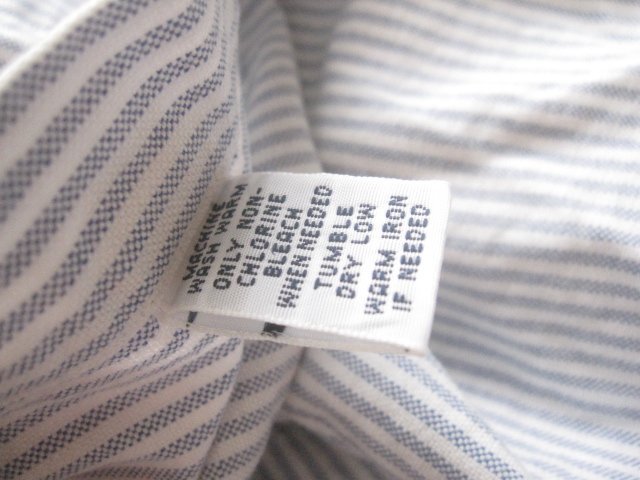 MACHINE
WASH WARM
ONLY NON-
CHLORINE
BLEACH
WHEN NEEDED
TUMBLE
DRY LOW
WARM IRON
IF NEEDED